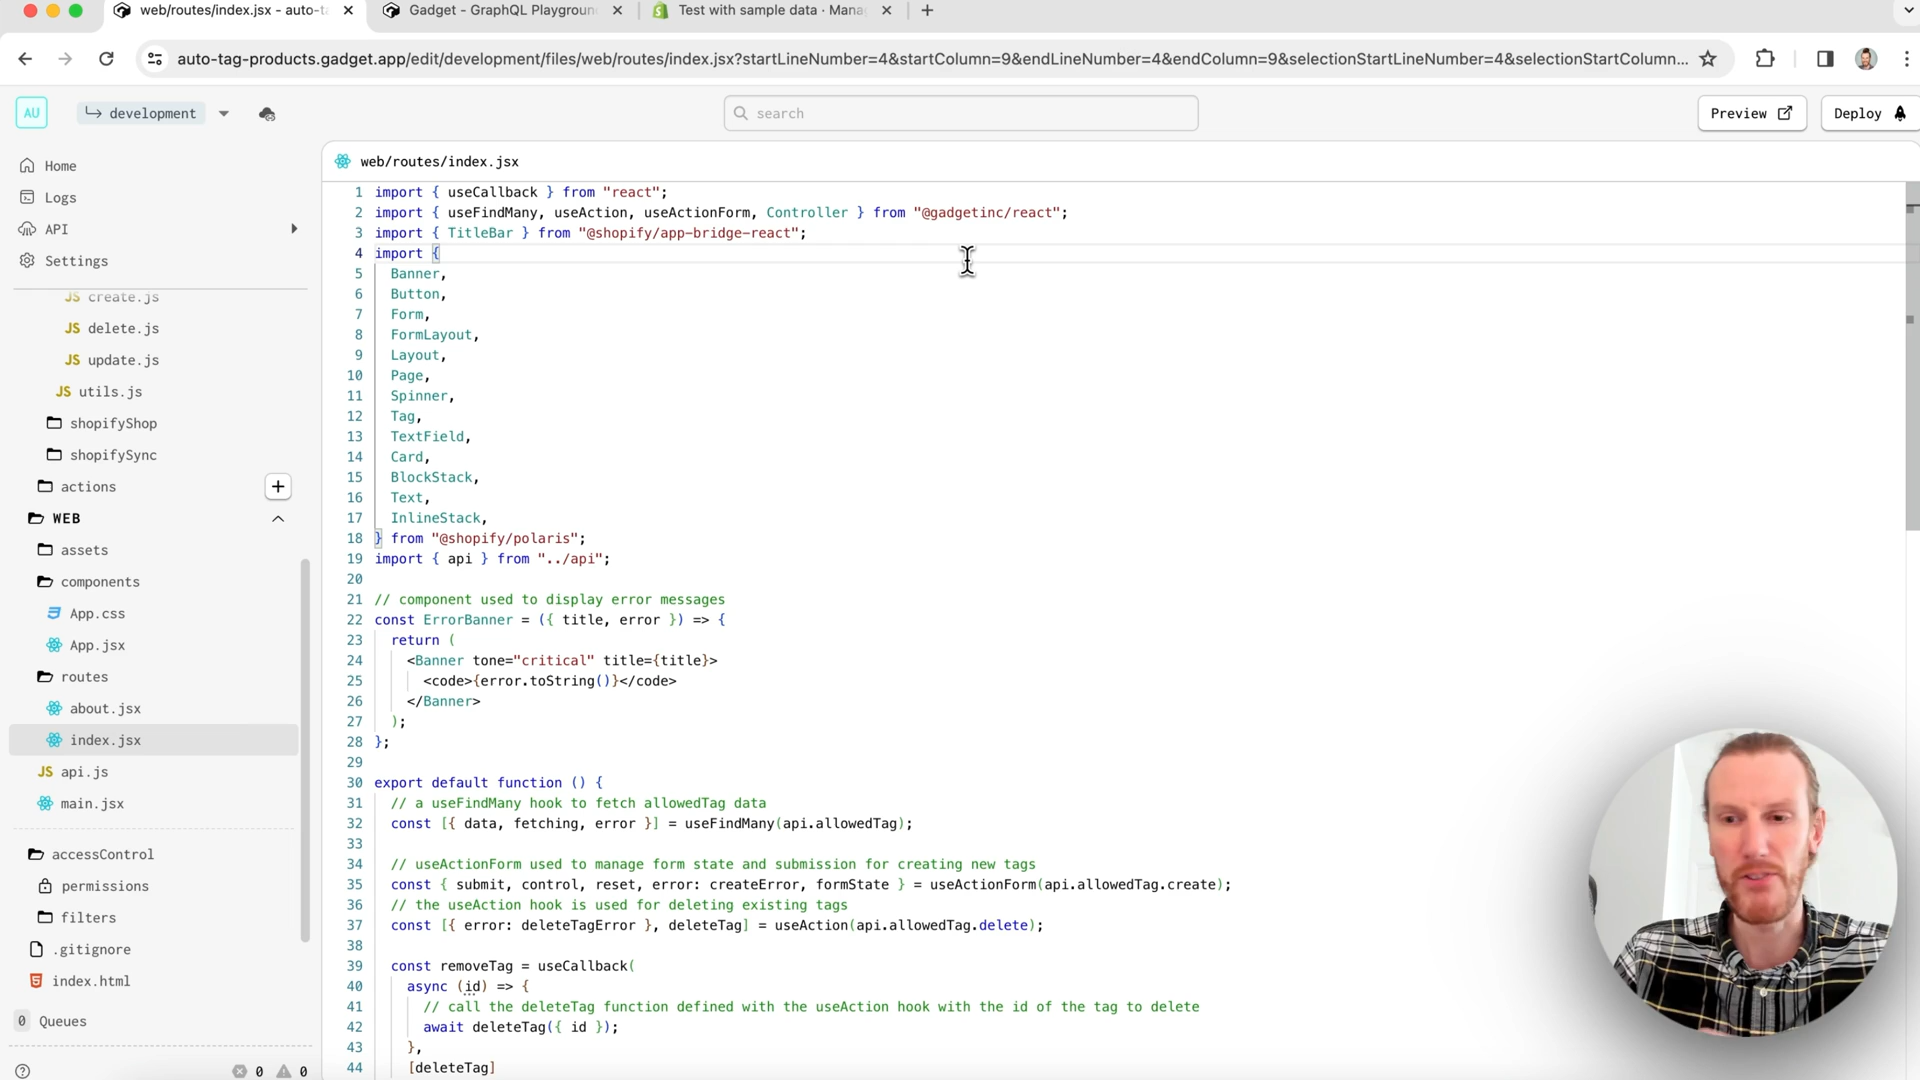 web/routes/index.jsx - auto-ta
Gadget - GraphQL Playground
Test with sample data · Mana
auto-tag-products.gadget.app/edit/development/files/web/routes/index.jsx?startLineNumber=4&startColumn=9&endLineNumber=4&endColumn=9&selectionStartLineNumber=4&selectionStartColumn...
AU
development
search
Preview
Deploy
Home
Logs
API
Settings
JS create.js
JS delete.js
JS update.js
JS utils.js
shopifyShop
shopifySync
actions
WEB
assets
components
App.css
App.jsx
routes
about.jsx
index.jsx
JS api.js
main.jsx
accessControl
permissions
filters
.gitignore
index.html
0 Queues
0 0
web/routes/index.jsx
1 import { useCallback } from "react";
2 import { useFindMany, useAction, useActionForm, Controller } from "@gadgetinc/react";
3 import { TitleBar } from "@shopify/app-bridge-react";
4 import {
5 Banner,
6 Button,
7 Form,
8 FormLayout,
9 Layout,
10 Page,
11 Spinner,
12 Tag,
13 TextField,
14 Card,
15 BlockStack,
16 Text,
17 InlineStack,
18 } from "@shopify/polaris";
19 import { api } from "../api";
20
21 // component used to display error messages
22 const ErrorBanner = ({ title, error }) => {
23 return (
24 <Banner tone="critical" title={title}>
25 <code>{error.toString()}</code>
26 </Banner>
27 );
28 };
29
30 export default function () {
31 // a useFindMany hook to fetch allowedTag data
32 const [{ data, fetching, error }] = useFindMany(api.allowedTag);
33
34 // useActionForm used to manage form state and submission for creating new tags
35 const { submit, control, reset, error: createError, formState } = useActionForm(api.allowedTag.create);
36 // the useAction hook is used for deleting existing tags
37 const [{ error: deleteTagError }, deleteTag] = useAction(api.allowedTag.delete);
38
39 const removeTag = useCallback(
40 async (id) => {
41 // call the deleteTag function defined with the useAction hook with the id of the tag to delete
42 await deleteTag({ id });
43 },
44 [deleteTag]